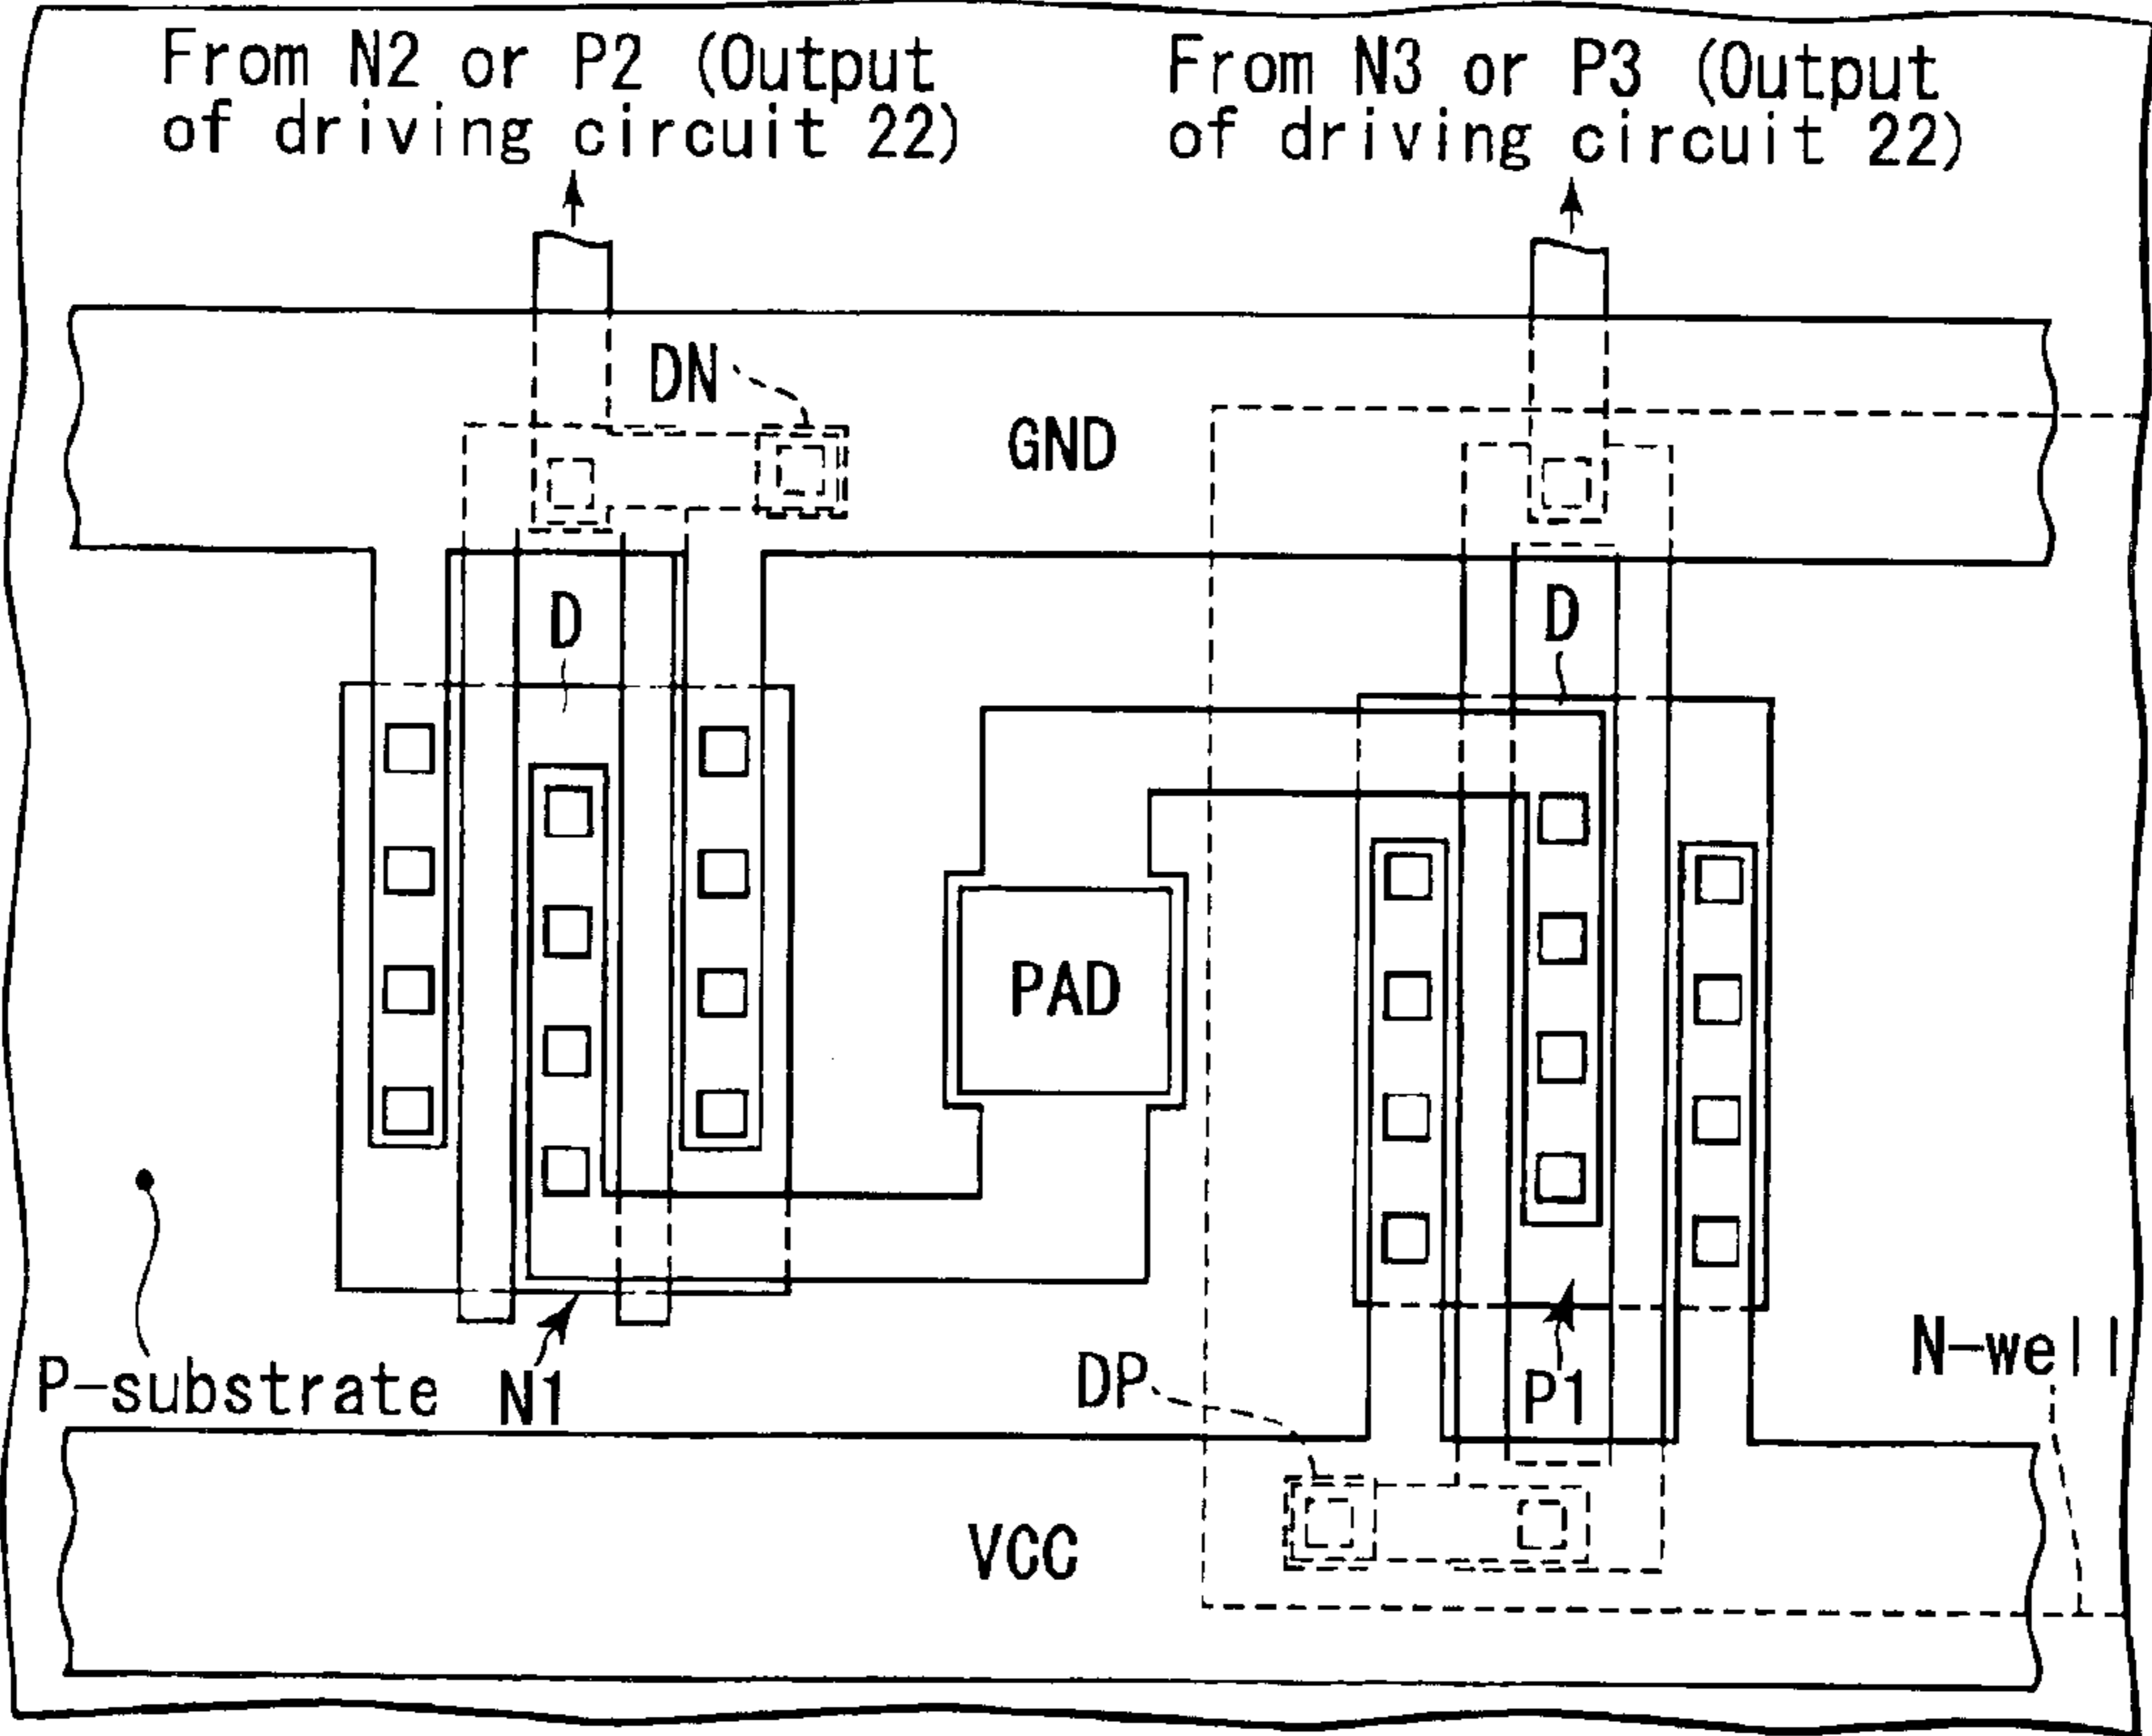 From N2 or P2 (Output
of driving circuit 22)
From N3 or P3 (Output
of driving circuit 22)
DN
GND
D
D
PAD
P-substrate
N1
DP
P1
N-well
VCC